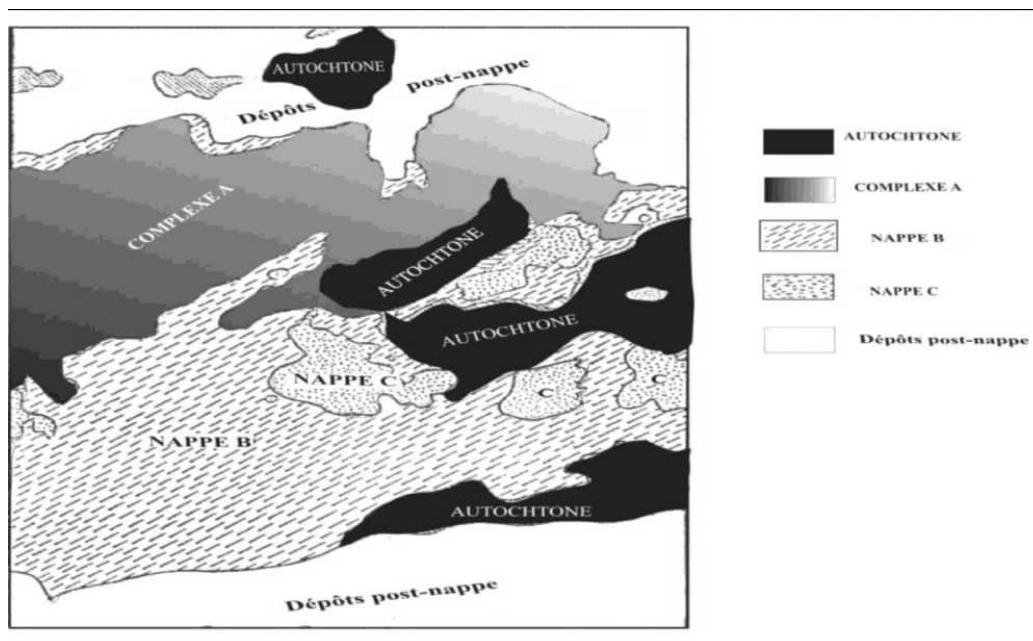 AUTOCHTONE
post-nappe
Dépôts
COMPLEXE A
AUTOCHTONE
AUTOCHTONE
NAPPE C
C
C
NAPPE B
AUTOCHTONE
Dépôts post-nappe
AUTOCHTONE
COMPLEXE A
NAPPE B
NAPPE C
Dépôts post-nappe